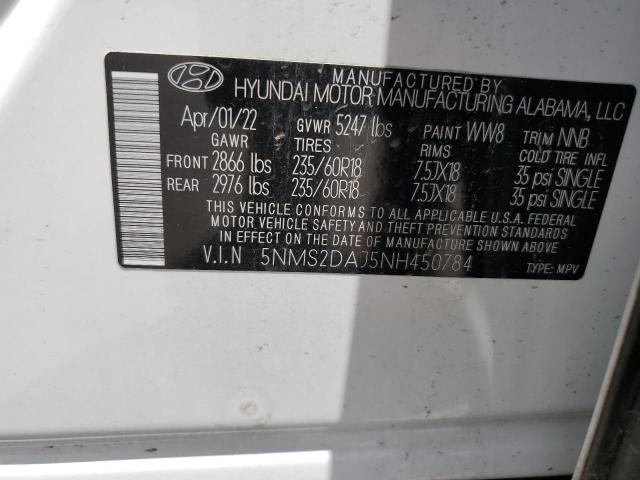 MANUFACTURED BY
HYUNDAI MOTOR MANUFACTURING ALABAMA, LLC
Apr/01/22 GVWR 5247 lbs PAINT WW8 TRIM NNB
GAWR TIRES RIMS COLD TIRE INFL
FRONT 2866 lbs 235/60R18 7.5JX18 35 psi SINGLE
REAR 2976 lbs 235/60R18 7.5JX18 35 psi SINGLE
THIS VEHICLE CONFORMS TO ALL APPLICABLE U.S.A. FEDERAL
MOTOR VEHICLE SAFETY AND THEFT PREVENTION STANDARDS
IN EFFECT ON THE DATE OF MANUFACTURE SHOWN ABOVE.
V.I.N 5NMS2DAJ5NH450784 TYPE: MPV